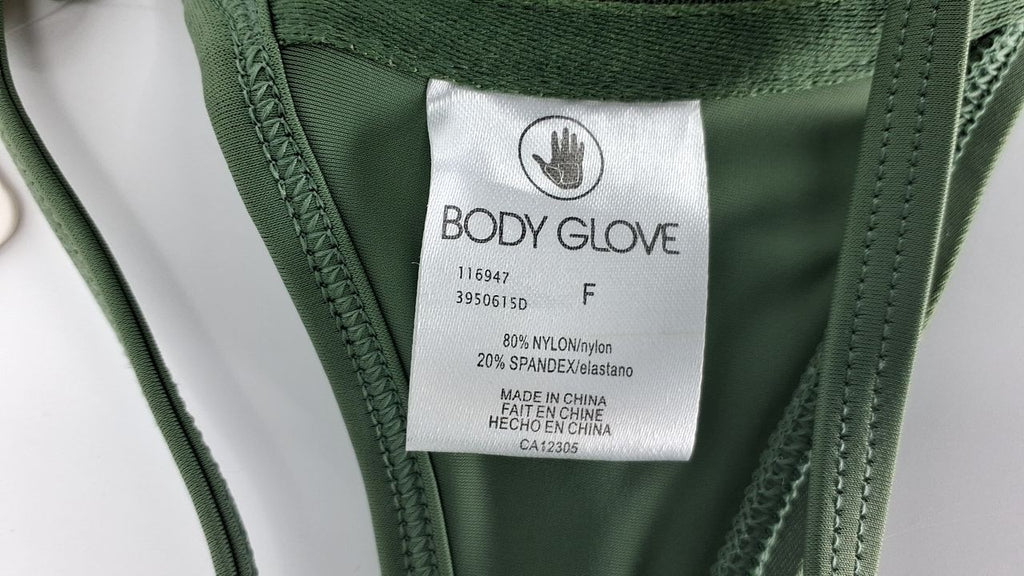 BODY GLOVE
116947
3950615D F
80% NYLON/nylon
20% SPANDEX/elastano
MADE IN CHINA
FAIT EN CHINE
HECHO EN CHINA
CA12305